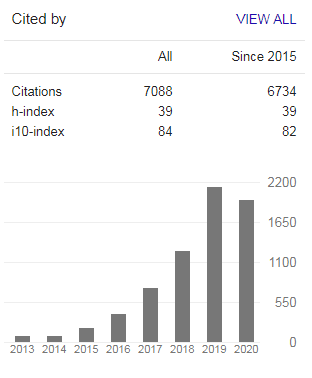 Cited by VIEW ALL
All Since 2015
Citations 7088 6734
h-index 39 39
i10-index 84 82
2200
1650
1100
550
0
2013 2014 2015 2016 2017 2018 2019 2020